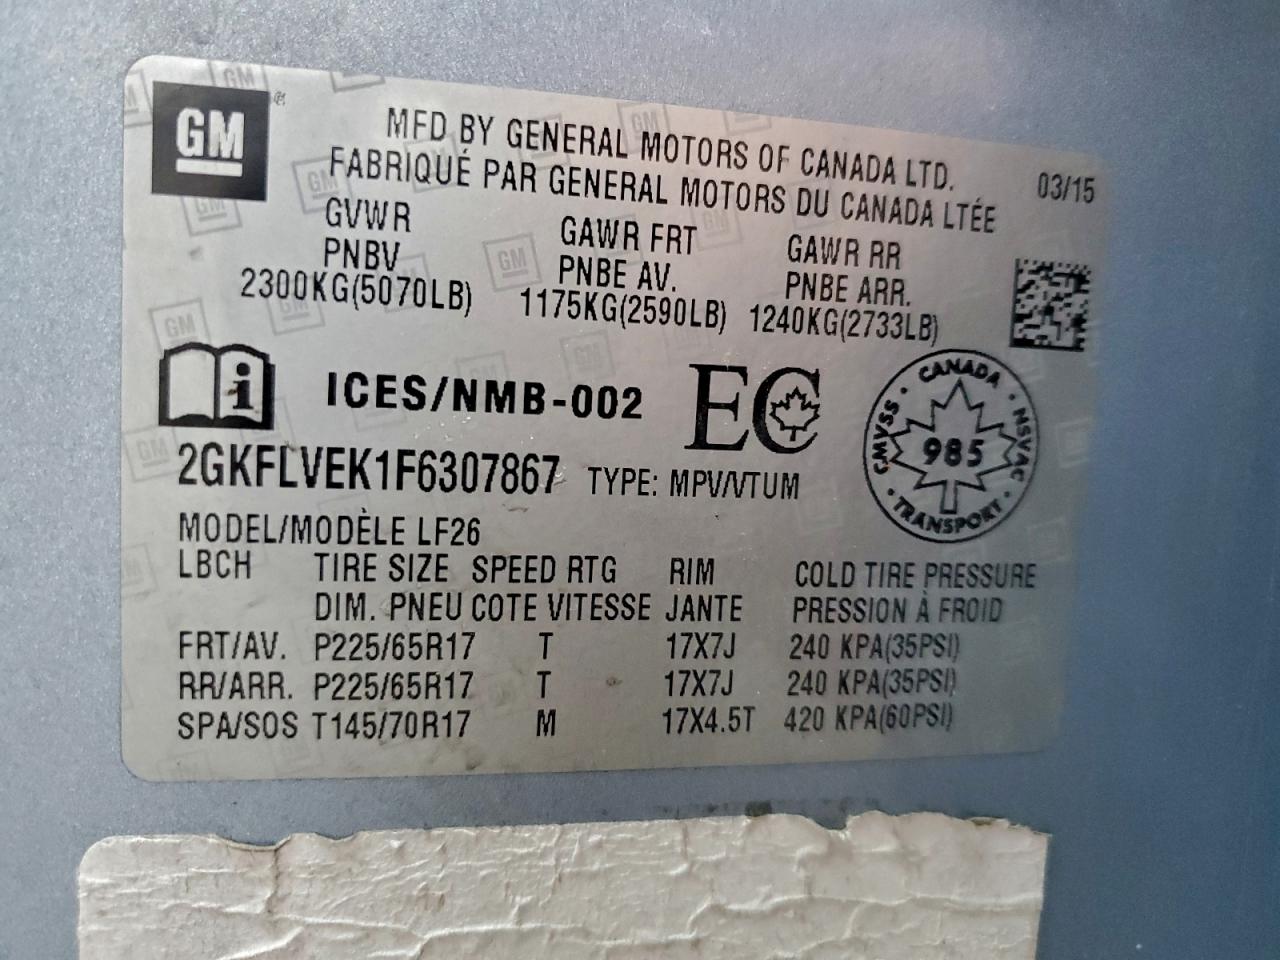 GM
MFD BY GENERAL MOTORS OF CANADA LTD.
FABRIQUÉ PAR GENERAL MOTORS DU CANADA LTÉE
03/15
GVWR GAWR FRT GAWR RR
PNBV PNBE AV. PNBE ARR.
2300KG(5070LB) 1175KG(2590LB) 1240KG(2733LB)
i ICES/NMB-002 EC
CANADA
CMVSS 985 NSVAC
TRANSPORT
2GKFLVEK1F6307867 TYPE: MPV/VTUM
MODEL/MODÈLE LF26
LBCH TIRE SIZE SPEED RTG RIM COLD TIRE PRESSURE
DIM. PNEU COTE VITESSE JANTE PRESSION À FROID
FRT/AV. P225/65R17 T 17X7J 240 KPA(35PSI)
RR/ARR. P225/65R17 T 17X7J 240 KPA(35PSI)
SPA/SOS T145/70R17 M 17X4.5T 420 KPA(60PSI)